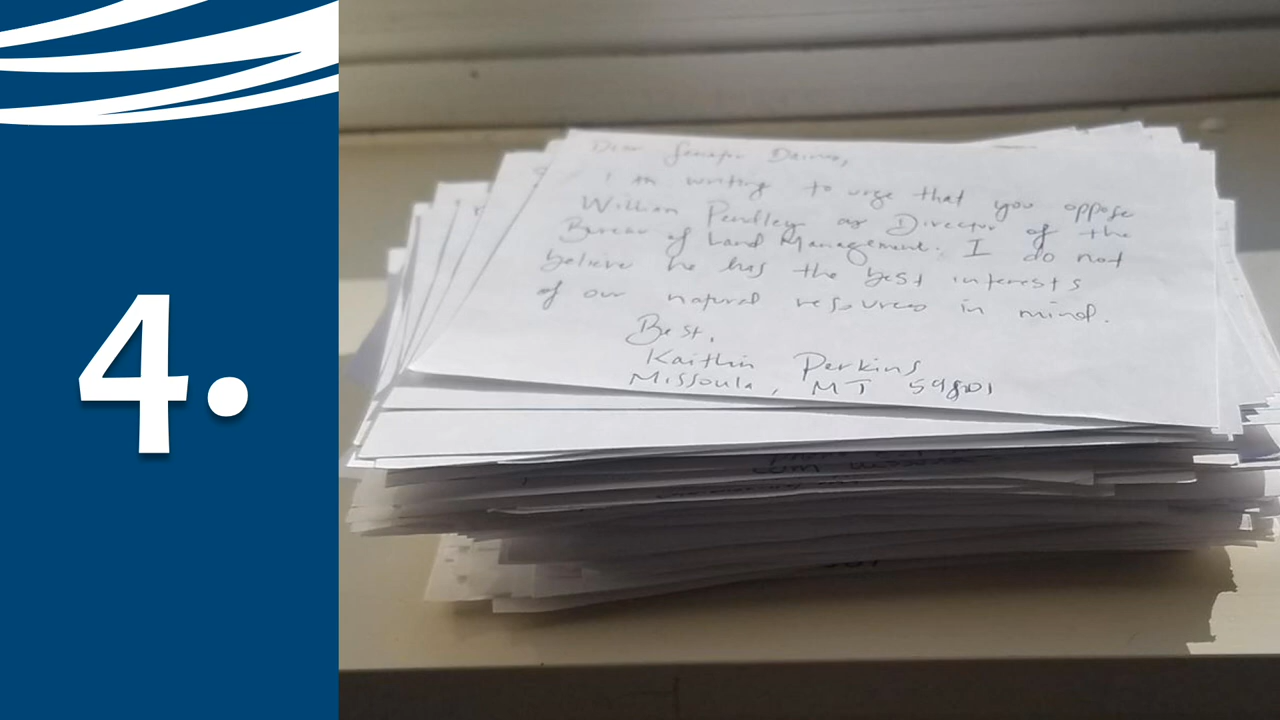 4.
Dear Senator Daines,
I am writing to urge that you oppose
William Pendley as Director of the
Bureau of Land Management. I do not
believe he has the best interests
of our natural resources in mind.
Best,
Kaitlin Perkins
Missoula, MT 59801